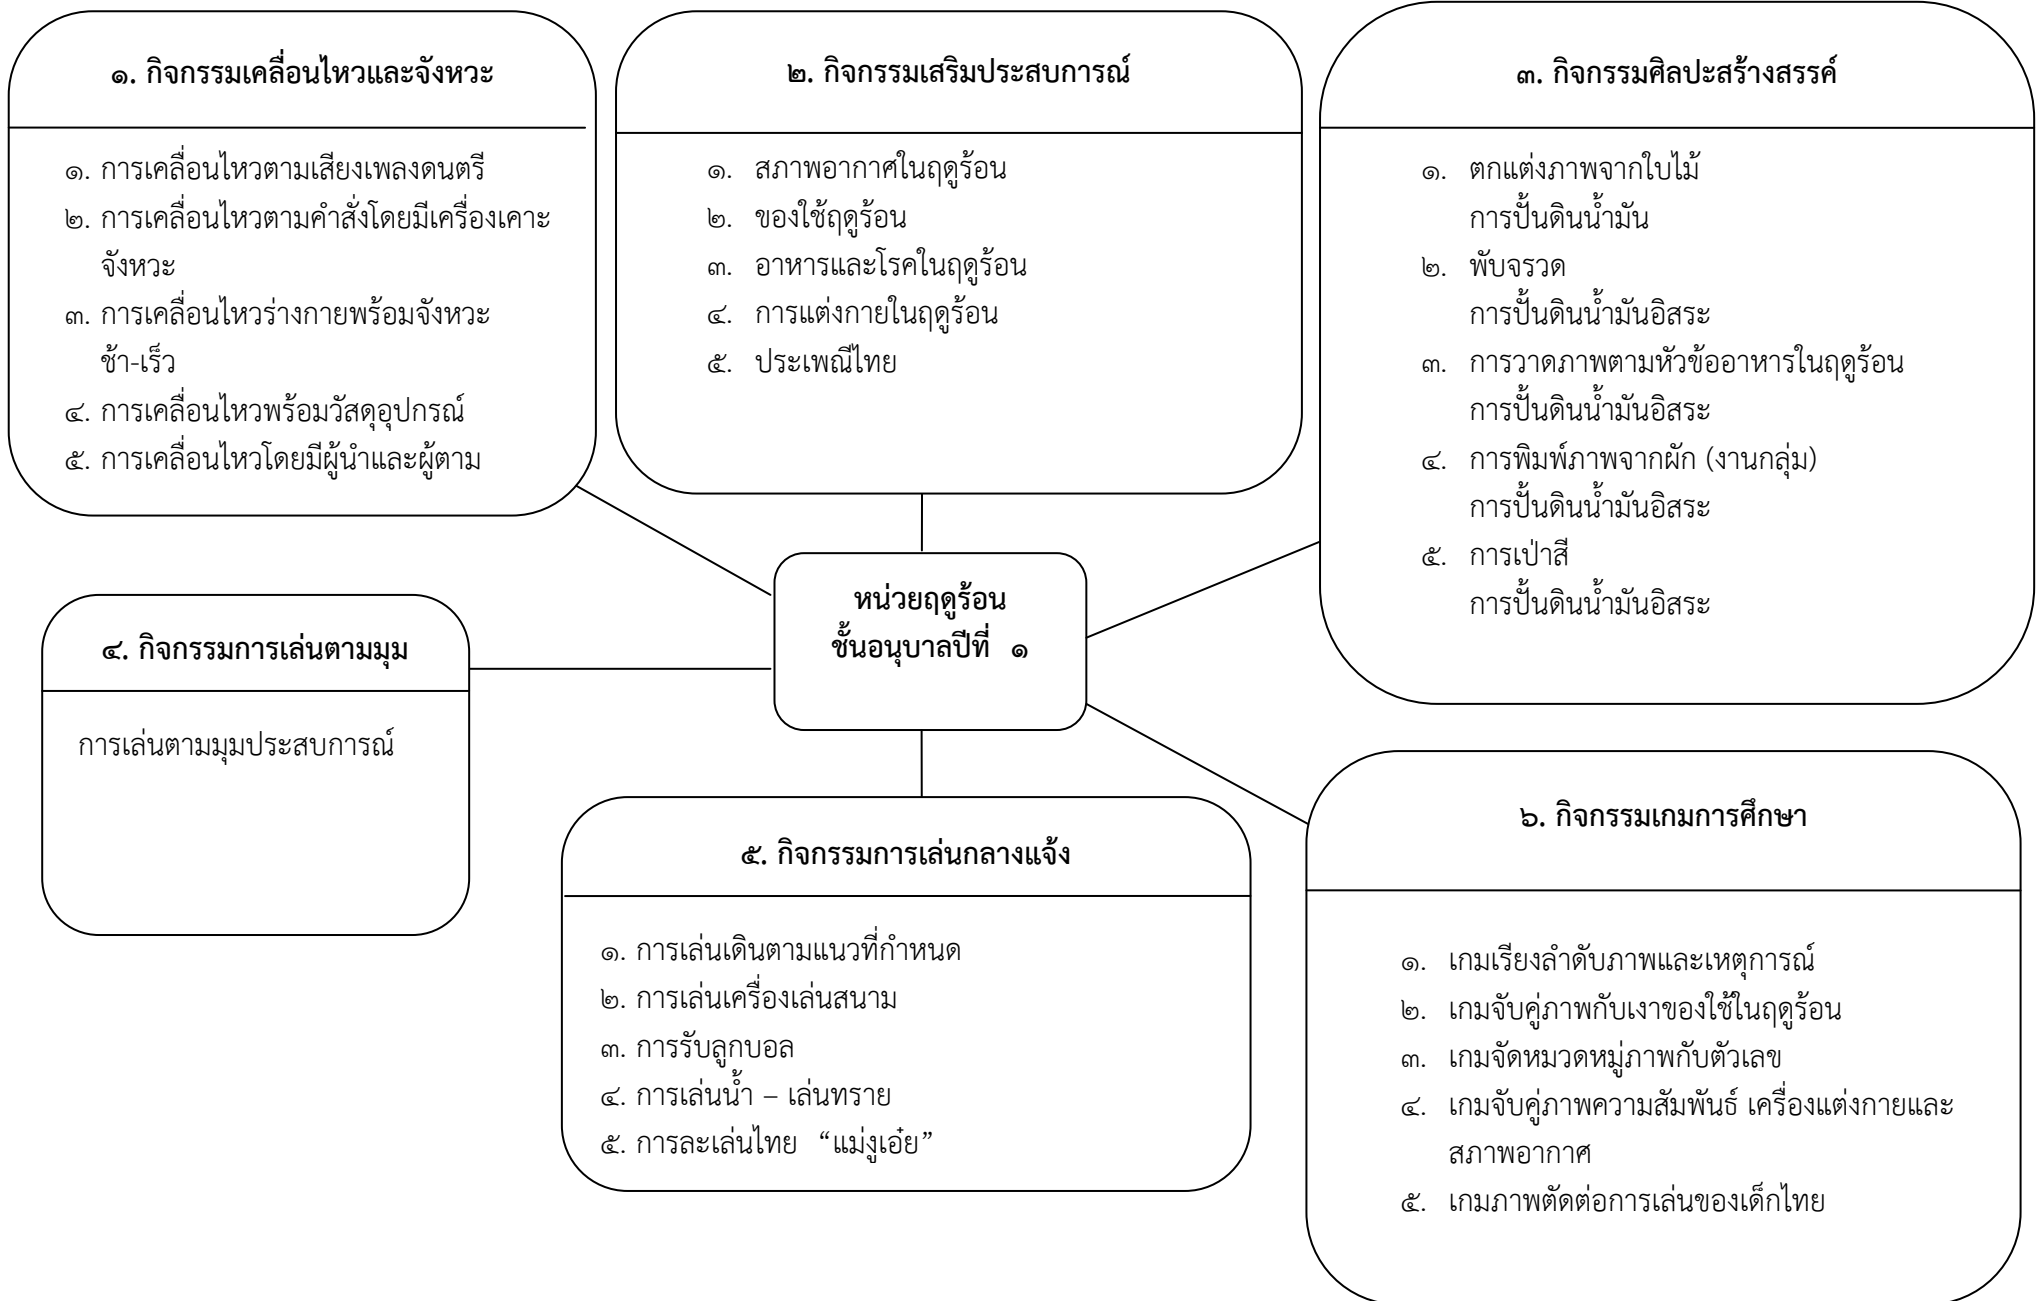 ๑. กิจกรรมเคลื่อนไหวและจังหวะ
๑. การเคลื่อนไหวตามเสียงเพลงดนตรี
๒. การเคลื่อนไหวตามคำสั่งโดยมีเครื่องเคาะ
จังหวะ
๓. การเคลื่อนไหวร่างกายพร้อมจังหวะ
ช้า-เร็ว
๔. การเคลื่อนไหวพร้อมวัสดุอุปกรณ์
๕. การเคลื่อนไหวโดยมีผู้นำและผู้ตาม
๒. กิจกรรมเสริมประสบการณ์
๑. สภาพอากาศในฤดูร้อน
๒. ของใช้ฤดูร้อน
๓. อาหารและโรคในฤดูร้อน
๔. การแต่งกายในฤดูร้อน
๕. ประเพณีไทย
๓. กิจกรรมศิลปะสร้างสรรค์
๑. ตกแต่งภาพจากใบไม้
การปั้นดินน้ำมัน
๒. พับจรวด
การปั้นดินน้ำมันอิสระ
๓. การวาดภาพตามหัวข้ออาหารในฤดูร้อน
การปั้นดินน้ำมันอิสระ
๔. การพิมพ์ภาพจากผัก (งานกลุ่ม)
การปั้นดินน้ำมันอิสระ
๕. การเป่าสี
การปั้นดินน้ำมันอิสระ
หน่วยฤดูร้อน
ชั้นอนุบาลปีที่ ๑
๔. กิจกรรมการเล่นตามมุม
การเล่นตามมุมประสบการณ์
๕. กิจกรรมการเล่นกลางแจ้ง
๑. การเล่นเดินตามแนวที่กำหนด
๒. การเล่นเครื่องเล่นสนาม
๓. การรับลูกบอล
๔. การเล่นน้ำ – เล่นทราย
๕. การละเล่นไทย “แม่งูเอ๋ย”
๖. กิจกรรมเกมการศึกษา
๑. เกมเรียงลำดับภาพและเหตุการณ์
๒. เกมจับคู่ภาพกับเงาของใช้ในฤดูร้อน
๓. เกมจัดหมวดหมู่ภาพกับตัวเลข
๔. เกมจับคู่ภาพความสัมพันธ์ เครื่องแต่งกายและ
สภาพอากาศ
๕. เกมภาพตัดต่อการเล่นของเด็กไทย